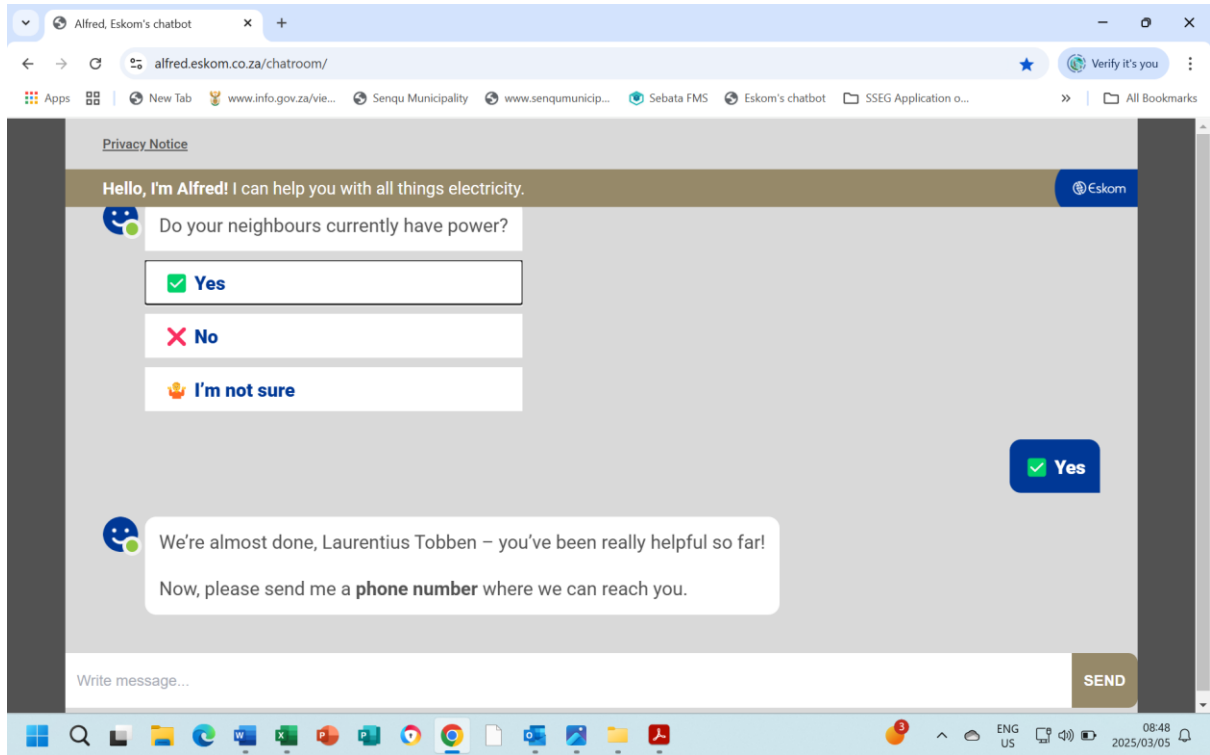 Alfred, Eskom's chatbot
alfred.eskom.co.za/chatroom/
Verify it's you
Apps
New Tab
www.info.gov.za/vie...
Senqu Municipality
www.senqumunicip...
Sebata FMS
Eskom's chatbot
SSEG Application o...
»
All Bookmarks
Privacy Notice
Hello, I'm Alfred! I can help you with all things electricity.
Eskom
Do your neighbours currently have power?
Yes
No
I'm not sure
Yes
We're almost done, Laurentius Tobben – you've been really helpful so far!
Now, please send me a phone number where we can reach you.
Write message...
SEND
3
ENG
US
08:48
2025/03/05